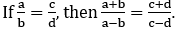 If a/b = c/d, then a+b/a−b = c+d/c−d.